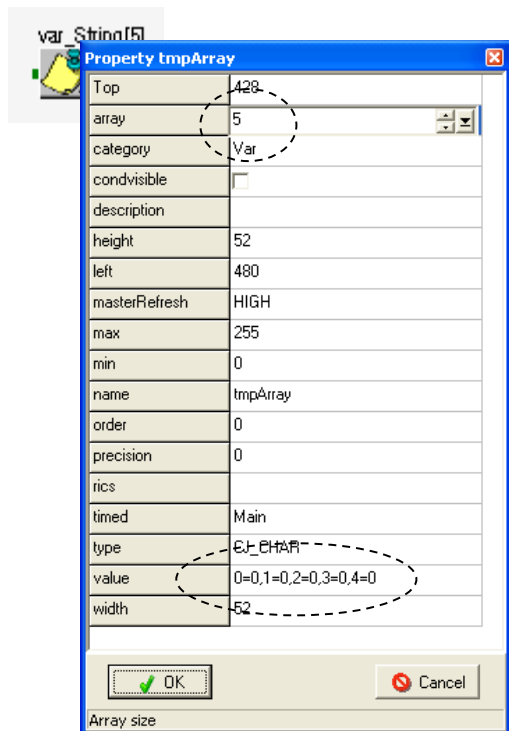 var_String[5]
Property tmpArray
Top 428
array 5
category Var
condvisible
description
height 52
left 480
masterRefresh HIGH
max 255
min 0
name tmpArray
order 0
precision 0
rics
timed Main
type CJ_CHAR
value 0=0,1=0,2=0,3=0,4=0
width 52
OK Cancel
Array size